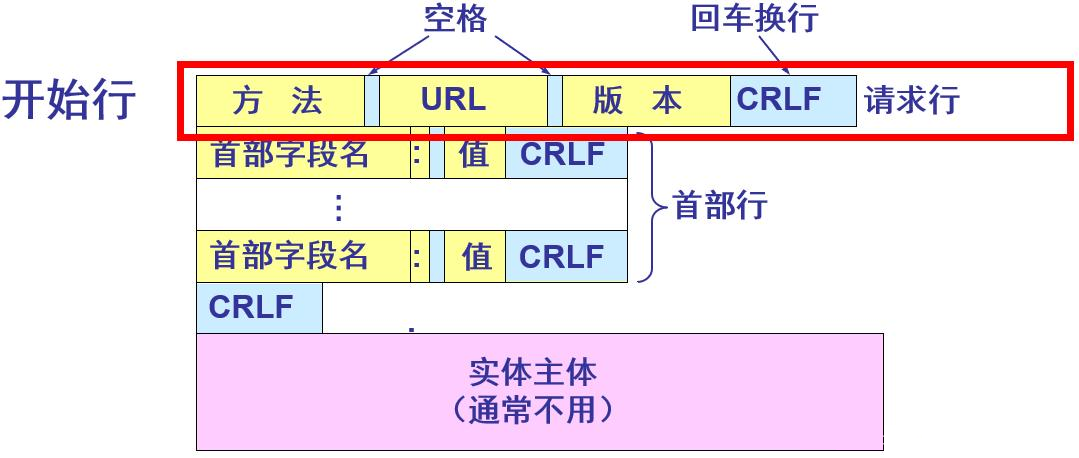 空格 回车换行
开始行 方 法 URL 版 本 CRLF 请求行
首部字段名 : 值 CRLF
⋮ 首部行
首部字段名 : 值 CRLF
CRLF
实体主体
（通常不用）